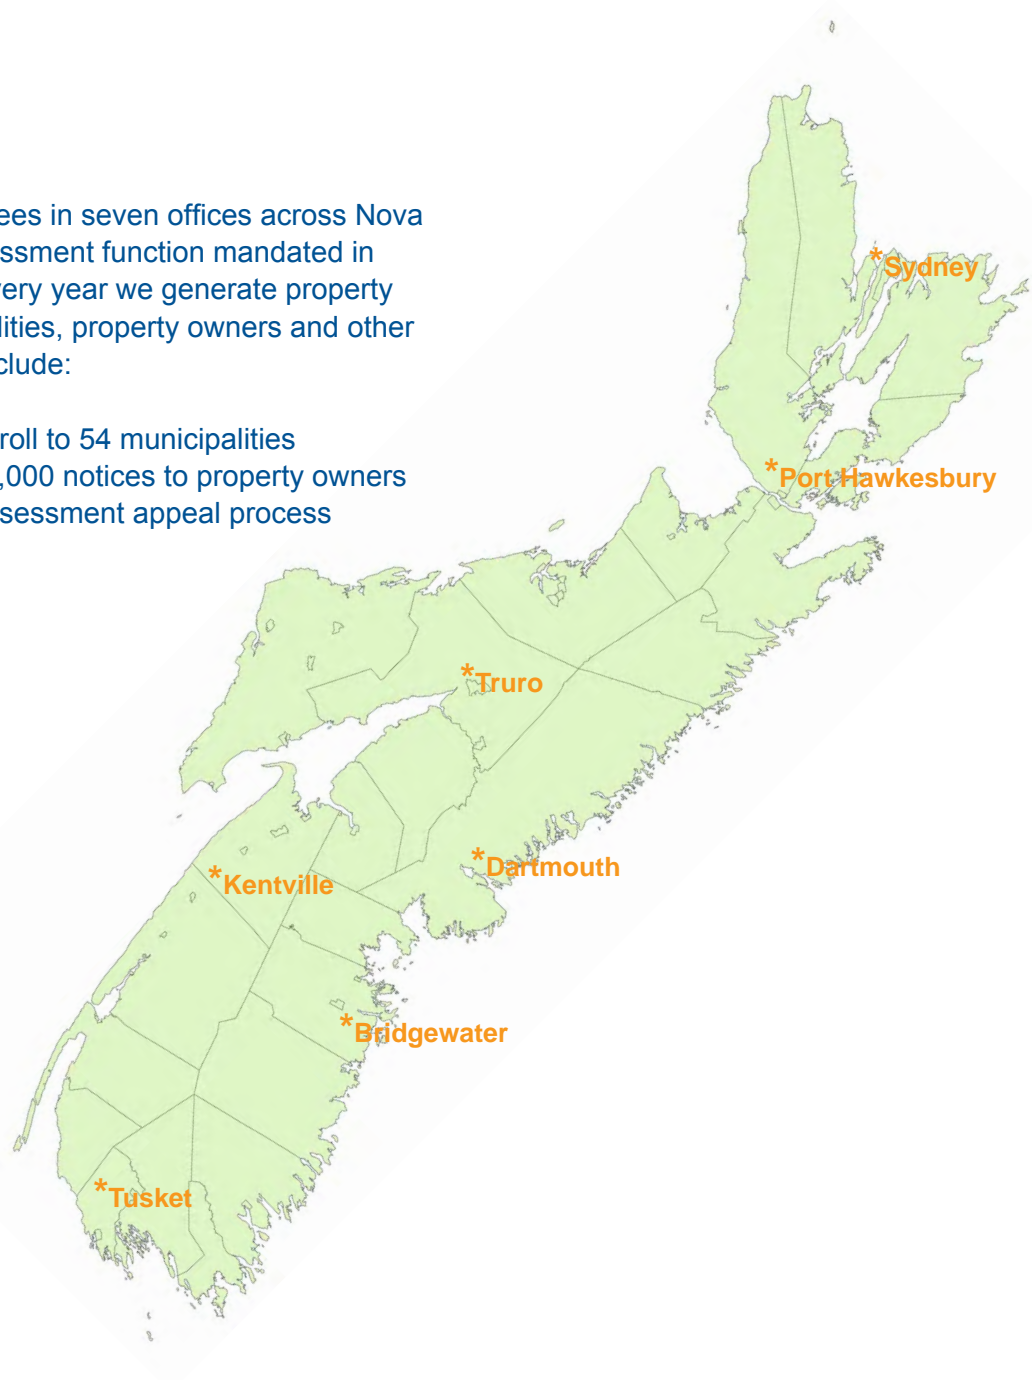 ees in seven offices across Nova
essment function mandated in
very year we generate property
lities, property owners and other
clude:
roll to 54 municipalities
,000 notices to property owners
sessment appeal process
*Sydney
*Port Hawkesbury
*Truro
*Dartmouth
*Kentville
*Bridgewater
*Tusket